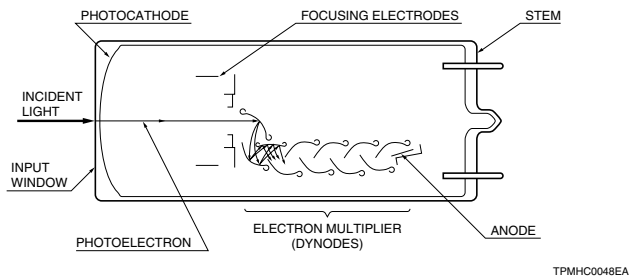 PHOTOCATHODE
FOCUSING ELECTRODES
STEM
INCIDENT
LIGHT
INPUT
WINDOW
PHOTOELECTRON
ELECTRON MULTIPLIER
(DYNODES)
ANODE
TPMHC0048EA